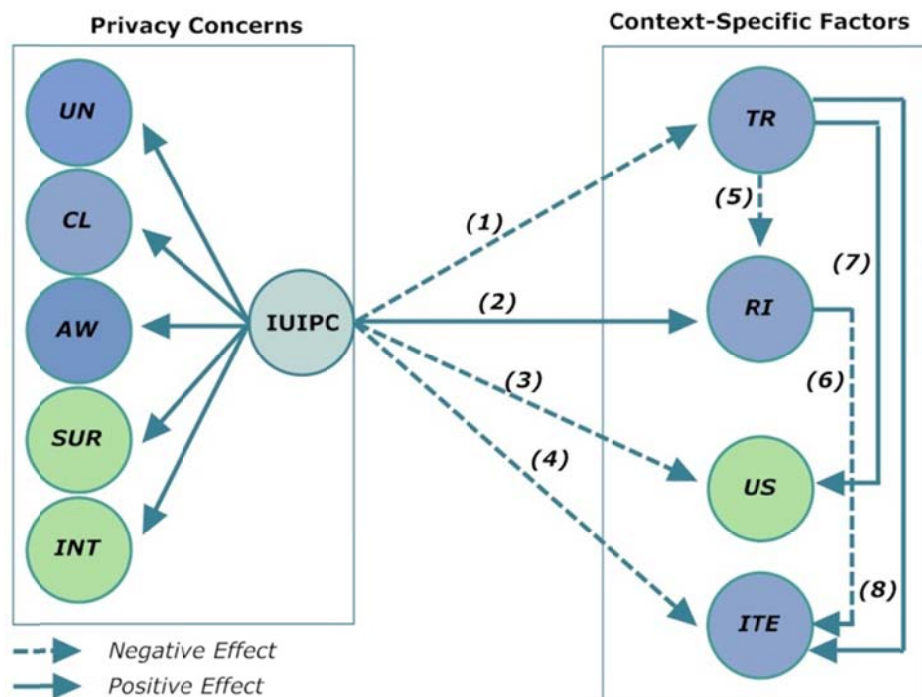 Privacy Concerns
Context-Specific Factors
UN
CL
AW
SUR
INT
IUIPC
(1)
(2)
(3)
(4)
TR
(5)
(7)
RI
(6)
US
(8)
ITE
Negative Effect
Positive Effect